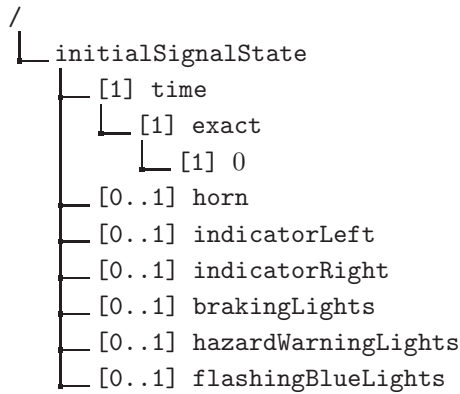 /
initialSignalState
[1] time
[1] exact
[1] 0
[0..1] horn
[0..1] indicatorLeft
[0..1] indicatorRight
[0..1] brakingLights
[0..1] hazardWarningLights
[0..1] flashingBlueLights